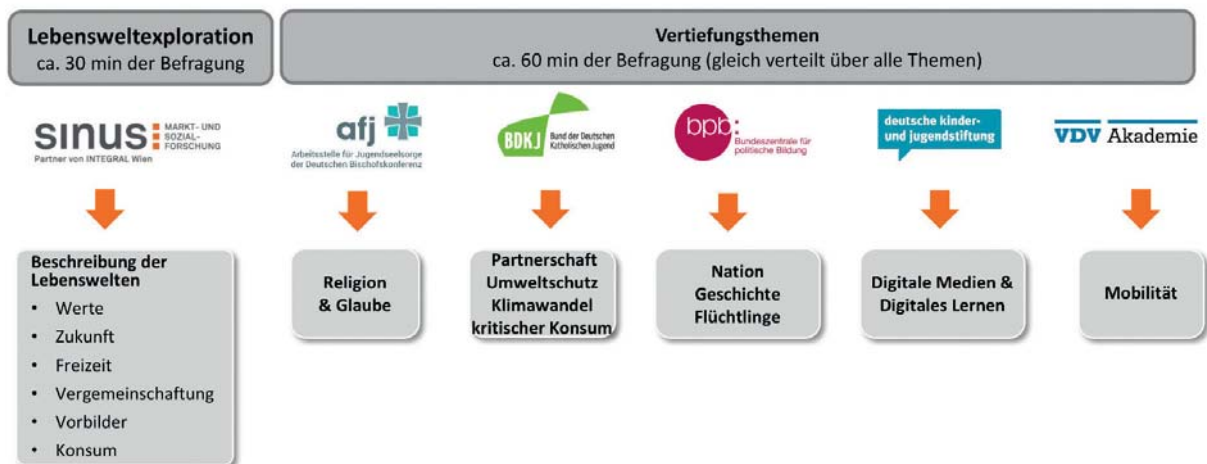 Lebensweltexploration
ca. 30 min der Befragung
Vertiefungsthemen
ca. 60 min der Befragung (gleich verteilt über alle Themen)
sinus: MARKT- UND
SOZIAL-
FORSCHUNG
Partner von INTEGRAL Wien
afj
Arbeitsstelle für Jugendseelsorge
der Deutschen Bischofskonferenz
BDKJ
Bund der Deutschen
Katholischen Jugend
bpb:
Bundeszentrale für
politische Bildung
deutsche kinder-
und jugendstiftung
VDV Akademie
Beschreibung der
Lebenswelten
• Werte
• Zukunft
• Freizeit
• Vergemeinschaftung
• Vorbilder
• Konsum
Religion
& Glaube
Partnerschaft
Umweltschutz
Klimawandel
kritischer Konsum
Nation
Geschichte
Flüchtlinge
Digitale Medien &
Digitales Lernen
Mobilität